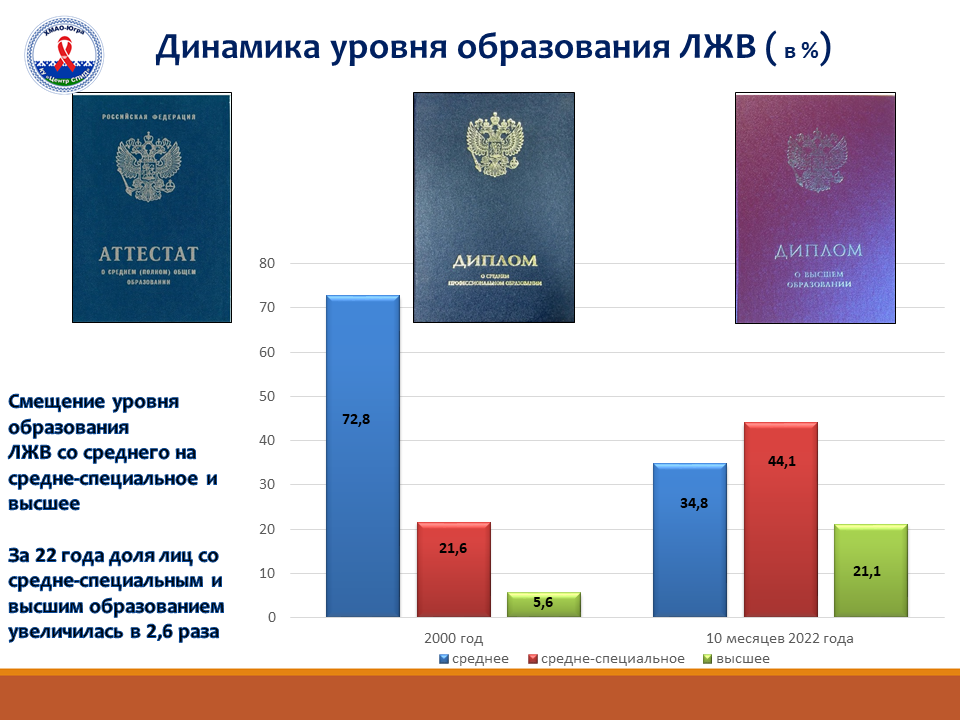 ХМАО-Югра
КУ «Центр СПИД»
Динамика уровня образования ЛЖВ ( в %)
РОССИЙСКАЯ ФЕДЕРАЦИЯ
АТТЕСТАТ
О СРЕДНЕМ (ПОЛНОМ) ОБЩЕМ
ОБРАЗОВАНИИ
ДИПЛОМ
О СРЕДНЕМ
ПРОФЕССИОНАЛЬНОМ ОБРАЗОВАНИИ
ДИПЛОМ
О ВЫСШЕМ
ОБРАЗОВАНИИ
Смещение уровня
образования
ЛЖВ со среднего на
средне-специальное и
высшее
За 22 года доля лиц со
средне-специальным и
высшим образованием
увеличилась в 2,6 раза
80
70
60
50
40
30
20
10
0
72,8
21,6
5,6
34,8
44,1
21,1
2000 год
10 месяцев 2022 года
среднее
средне-специальное
высшее